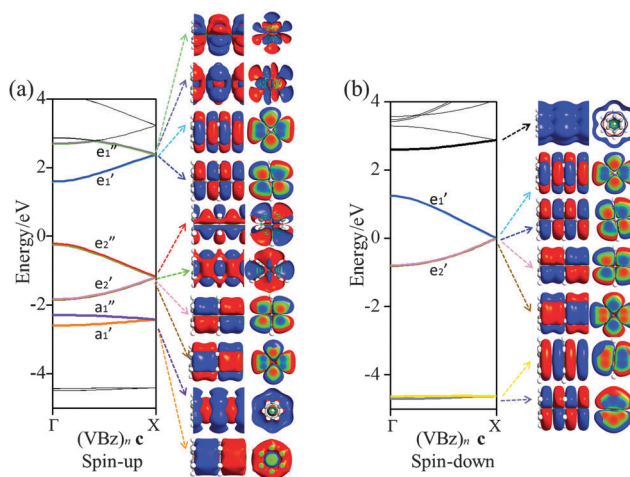 (a)
Energy/eV
4
2
0
-2
-4
e₁″
e₁′
e₂″
e₂′
a₁″
a₁′
Γ
X
(VBz)ₙ c
Spin-up
(b)
Energy/eV
4
2
0
-4
e₁′
e₂′
Γ
X
(VBz)ₙ c
Spin-down